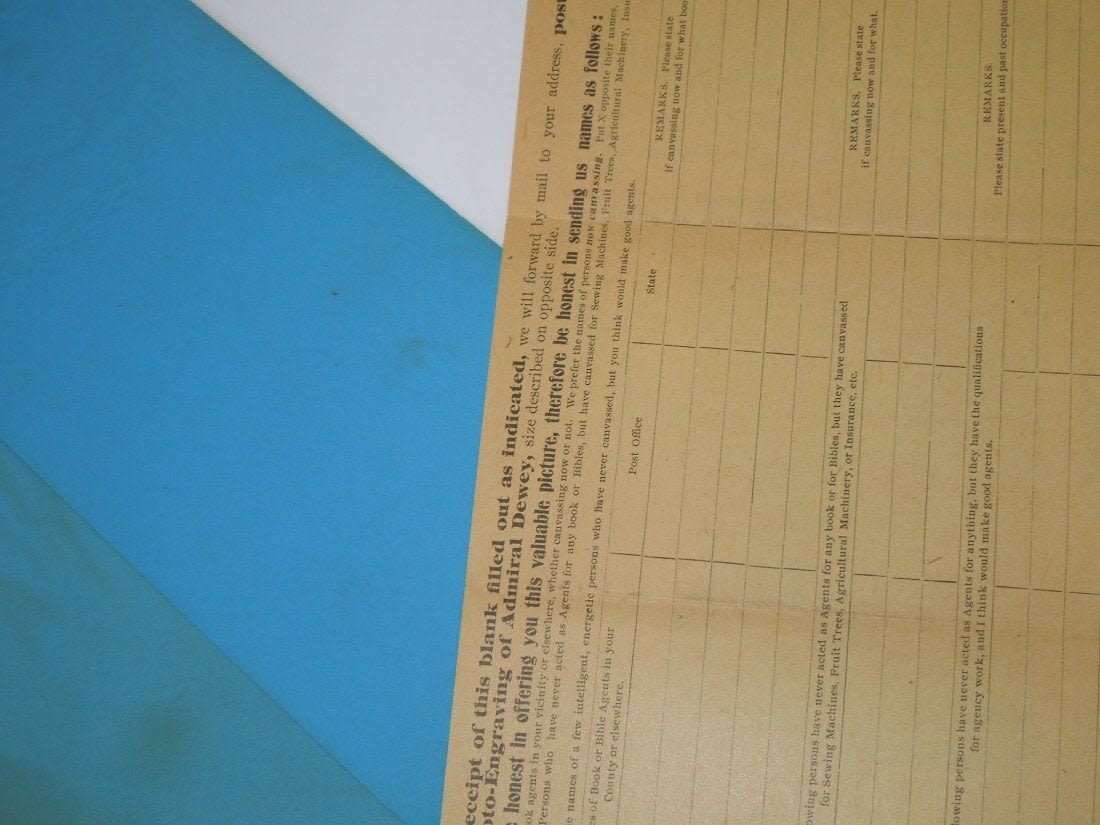 eceipt of this blank filled out as indicated, we will forward by mail to your address, post
oto-Engraving of Admiral Dewey, size described on opposite side.
honest in offering you this valuable picture, therefore be honest in sending us names as follows:
ok agents in your vicinity or elsewhere, whether canvassing now or not. We prefer the names of persons now canvassing. Put X opposite their names.
Persons who have never acted as Agents for any book or Bibles, but have canvassed for Sewing Machines, Fruit Trees, Agricultural Machinery, Insu
e names of a few intelligent, energetic persons who have never canvassed, but you think would make good agents.
es of Book or Bible Agents in your
County or elsewhere.
Post Office
State
REMARKS. Please state
if canvassing now and for what boo
owing persons have never acted as Agents for any book or for Bibles, but they have canvassed
for Sewing Machines, Fruit Trees, Agricultural Machinery, or Insurance, etc.
REMARKS. Please state
if canvassing now and for what.
lowing persons have never acted as Agents for anything, but they have the qualifications
for agency work, and I think would make good agents.
REMARKS.
Please state present and past occupation